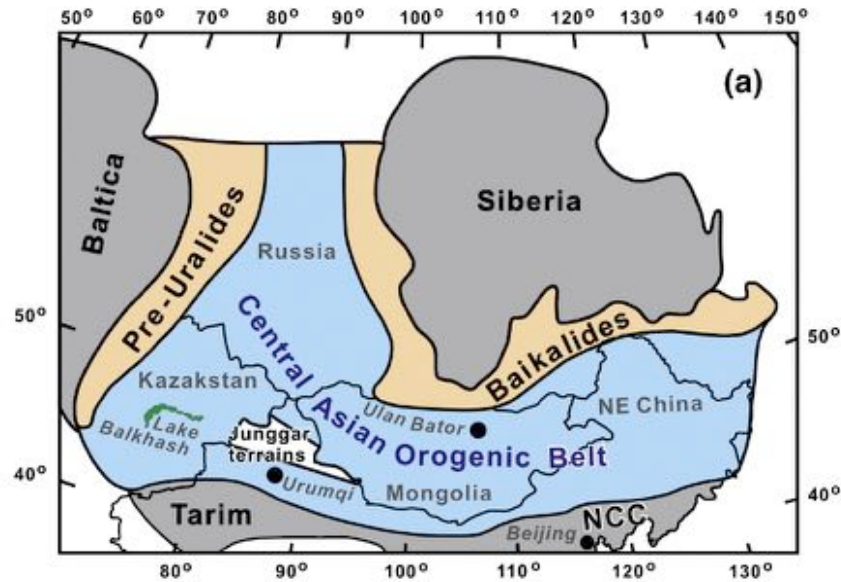 50° 60° 70° 80° 90° 100° 110° 120° 130° 140° 150°
(a)
Baltica
Siberia
Pre-Uralides
Russia
50°
50°
Baikalides
Central Asian Orogenic Belt
Kazakstan
NE China
Lake
Balkhash
Ulan Bator
Junggar
terrains
40°
Urumqi
Mongolia
40°
Tarim
NCC
Beijing
80° 90° 100° 110° 120° 130°